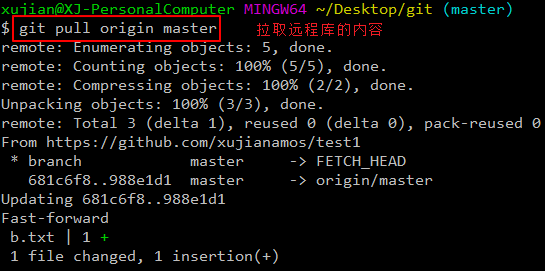 xujian@XJ-PersonalComputer MINGW64 ~/Desktop/git (master)
$ git pull origin master 拉取远程库的内容
remote: Enumerating objects: 5, done.
remote: Counting objects: 100% (5/5), done.
remote: Compressing objects: 100% (2/2), done.
Unpacking objects: 100% (3/3), done.
remote: Total 3 (delta 1), reused 0 (delta 0), pack-reused 0
From https://github.com/xujianamos/test1
 * branch            master     -> FETCH_HEAD
   681c6f8..988e1d1  master     -> origin/master
Updating 681c6f8..988e1d1
Fast-forward
 b.txt | 1 +
 1 file changed, 1 insertion(+)